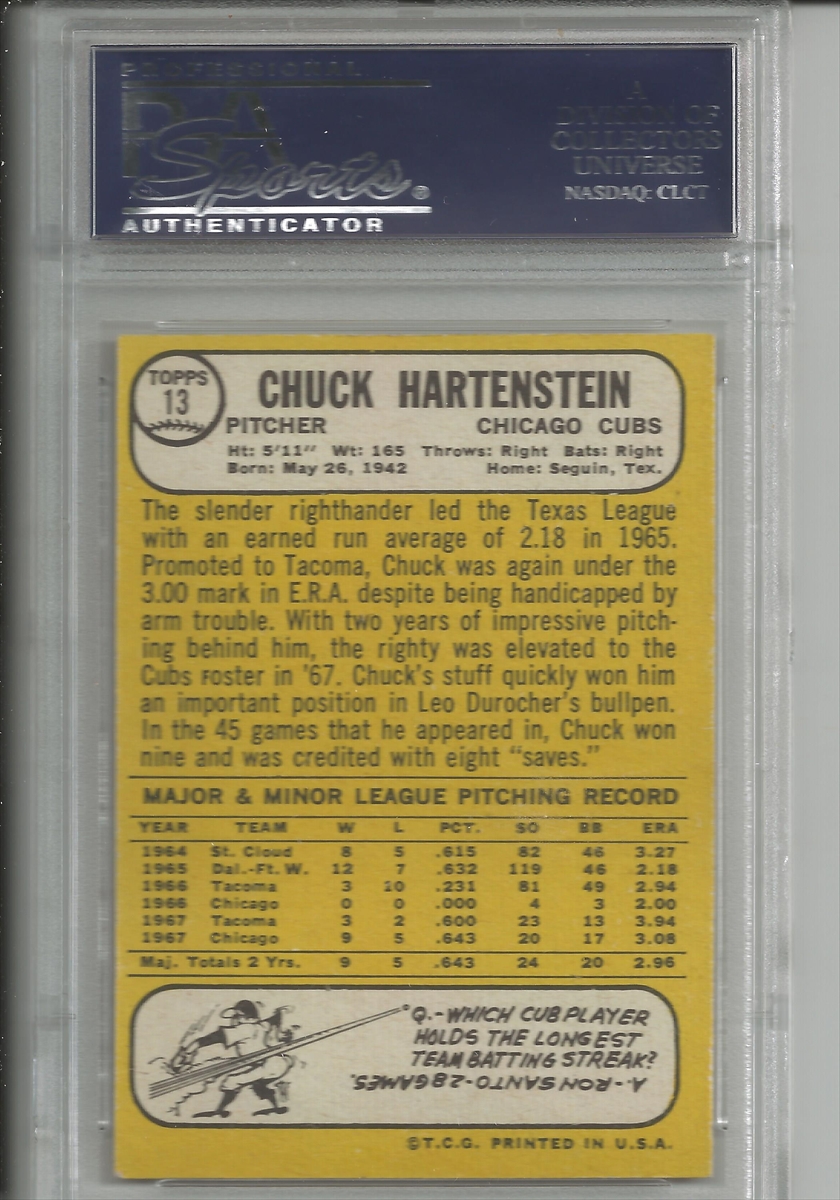 PROFESSIONAL
PSA
Sports®
AUTHENTICATOR
A
DIVISION OF
COLLECTORS
UNIVERSE
NASDAQ: CLCT
TOPPS
13
CHUCK HARTENSTEIN
PITCHER CHICAGO CUBS
Ht: 5'11" Wt: 165 Throws: Right Bats: Right
Born: May 26, 1942 Home: Seguin, Tex.
The slender righthander led the Texas League
with an earned run average of 2.18 in 1965.
Promoted to Tacoma, Chuck was again under the
3.00 mark in E.R.A. despite being handicapped by
arm trouble. With two years of impressive pitch-
ing behind him, the righty was elevated to the
Cubs roster in '67. Chuck's stuff quickly won him
an important position in Leo Durocher's bullpen.
In the 45 games that he appeared in, Chuck won
nine and was credited with eight "saves."
MAJOR & MINOR LEAGUE PITCHING RECORD
YEAR TEAM W L PCT. SO BB ERA
1964 St. Cloud 8 5 .615 82 46 3.27
1965 Dal.-Ft. W. 12 7 .632 119 46 2.18
1966 Tacoma 3 10 .231 81 49 2.94
1966 Chicago 0 0 .000 4 3 2.00
1967 Tacoma 3 2 .600 23 13 3.94
1967 Chicago 9 5 .643 20 17 3.08
Maj. Totals 2 Yrs. 9 5 .643 24 20 2.96
Q.-WHICH CUB PLAYER
HOLDS THE LONGEST
TEAM BATTING STREAK?
A.-RON SANTO-28 GAMES.
©T.C.G. PRINTED IN U.S.A.